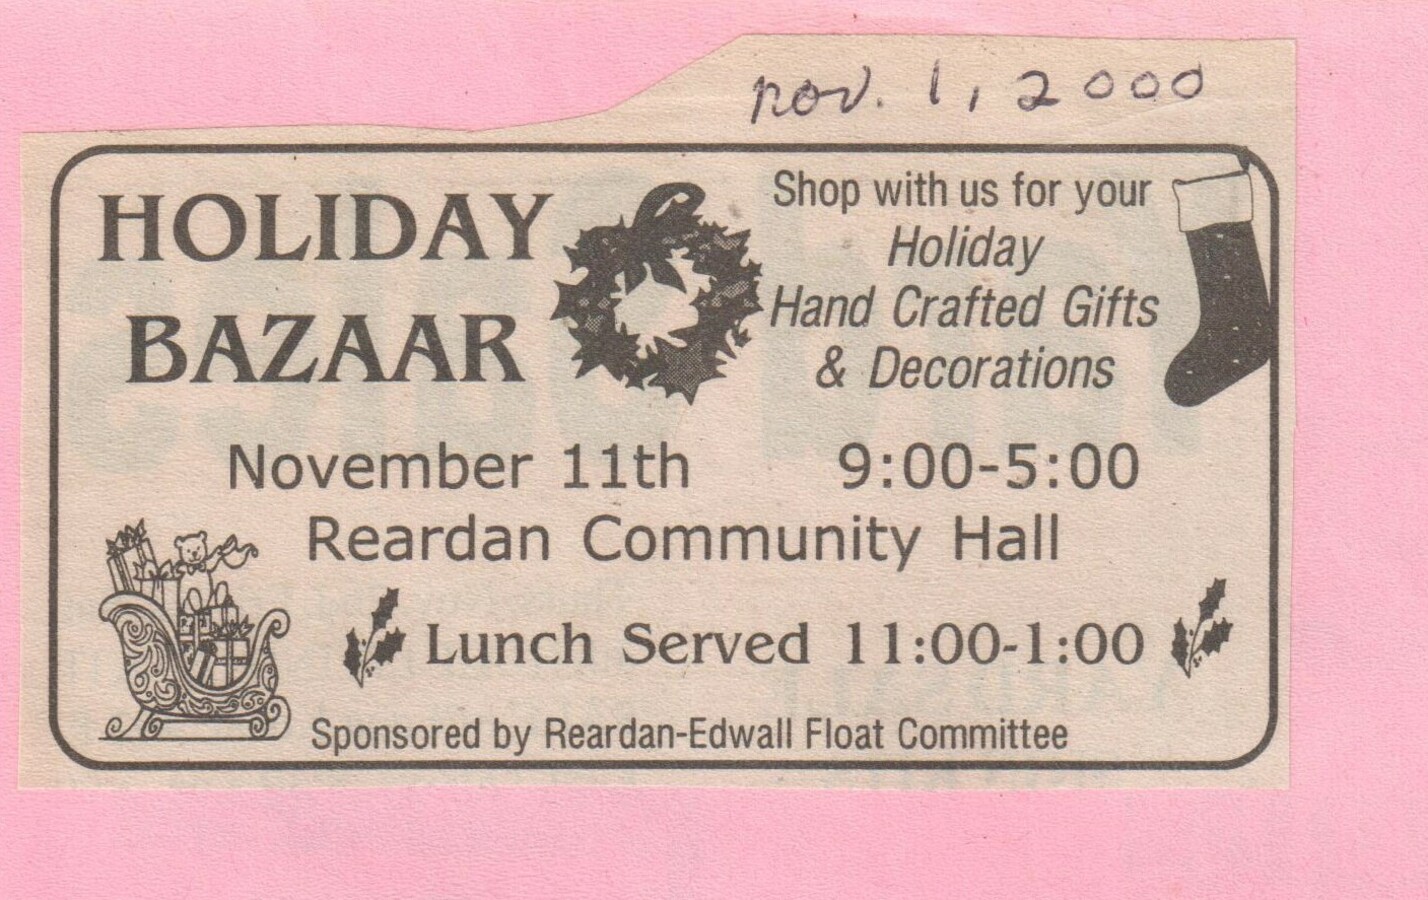 nov. 1, 2000
HOLIDAY
BAZAAR
Shop with us for your
Holiday
Hand Crafted Gifts
& Decorations
November 11th 9:00-5:00
Reardan Community Hall
Lunch Served 11:00-1:00
Sponsored by Reardan-Edwall Float Committee